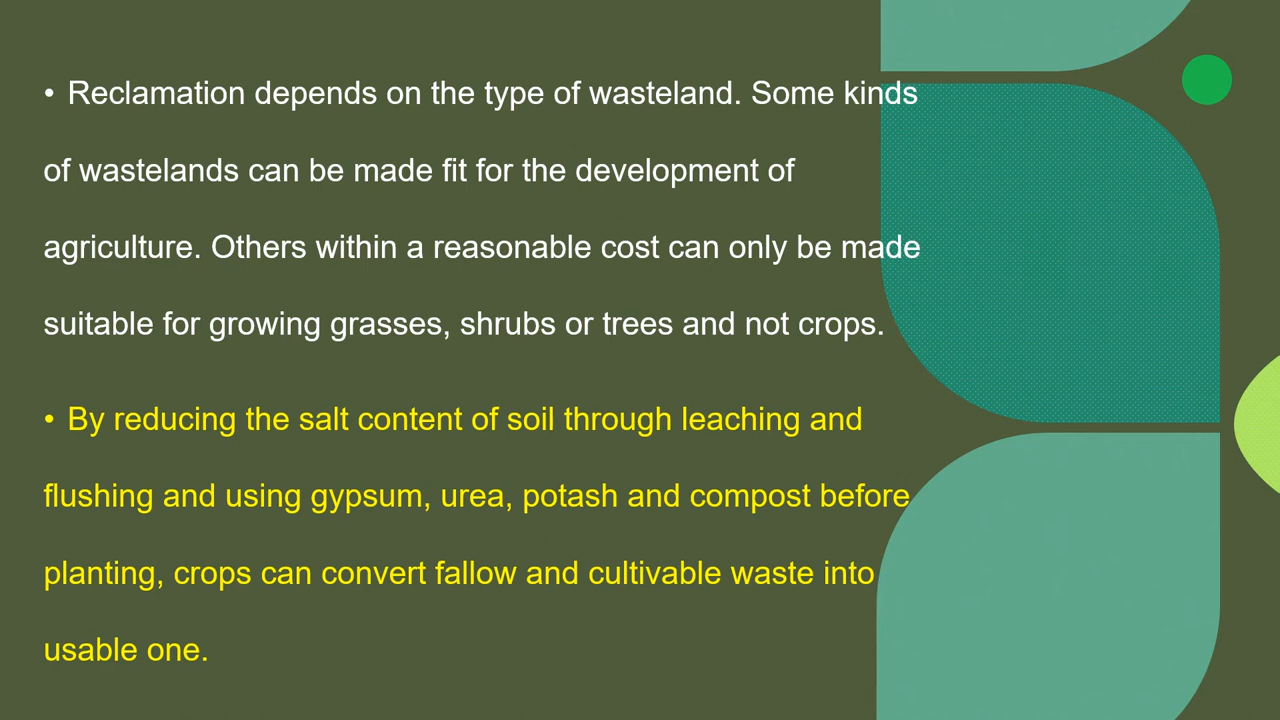 • Reclamation depends on the type of wasteland. Some kinds
of wastelands can be made fit for the development of
agriculture. Others within a reasonable cost can only be made
suitable for growing grasses, shrubs or trees and not crops.
• By reducing the salt content of soil through leaching and
flushing and using gypsum, urea, potash and compost before
planting, crops can convert fallow and cultivable waste into
usable one.